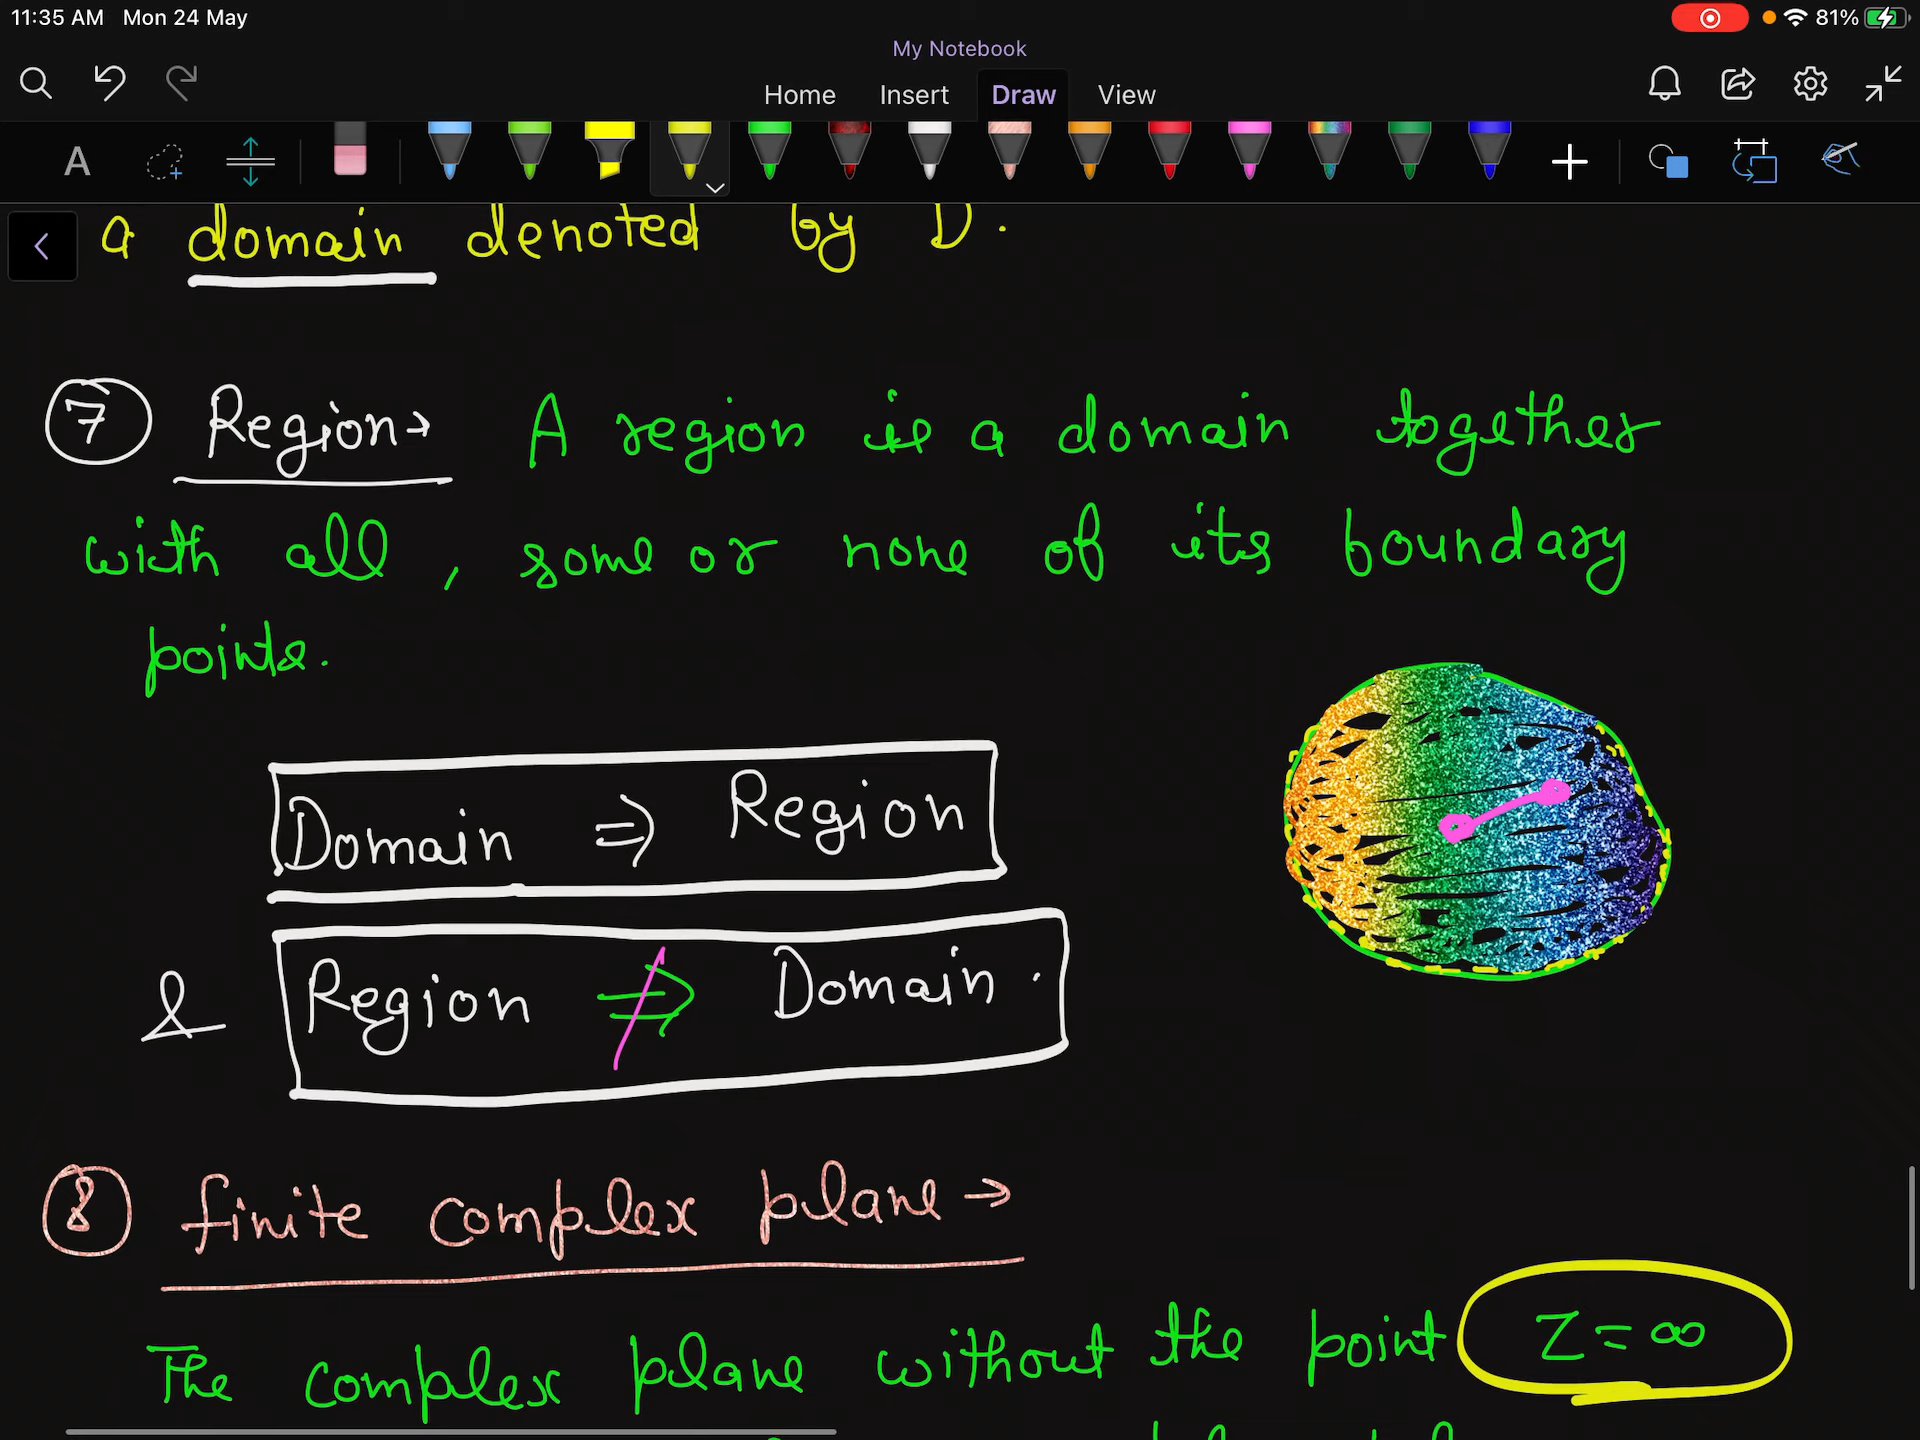 11:35 AM Mon 24 May
81%
My Notebook
Home Insert Draw View
A
a domain denoted by D.
7 Region→ A region is a domain together
with all, some or none of its boundary
points.
Domain ⇒ Region
& Region ⇏ Domain.
8 finite complex plane →
The complex plane without the point Z = ∞